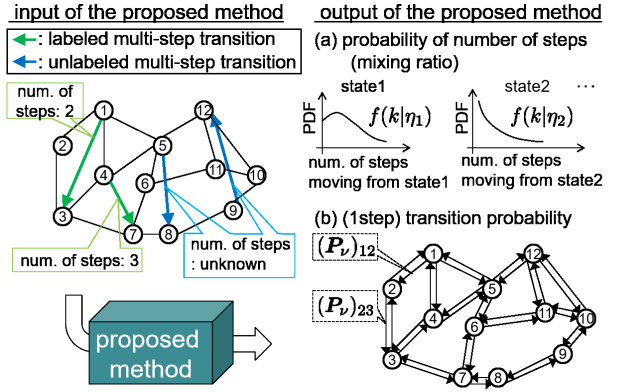 input of the proposed method
: labeled multi-step transition
: unlabeled multi-step transition
num. of
steps: 2
1
12
2
5
4
6
11
10
3
7
8
9
num. of steps: 3
num. of steps
: unknown
proposed
method
output of the proposed method
(a) probability of number of steps
(mixing ratio)
state1
state2 ...
PDF
f(k|η₁)
PDF
f(k|η₂)
num. of steps
moving from state1
num. of steps
moving from state2
(b) (1step) transition probability
(Pᵥ)₁₂
(Pᵥ)₂₃
1
12
2
5
4
6
11
10
3
9
7
8